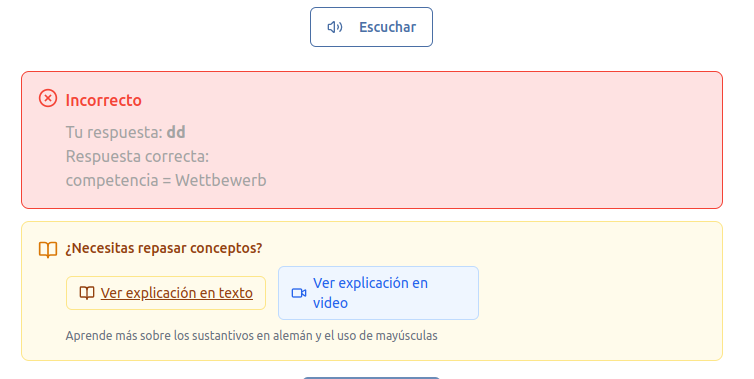 Escuchar
Incorrecto
Tu respuesta: dd
Respuesta correcta:
competencia = Wettbewerb
¿Necesitas repasar conceptos?
Ver explicación en texto
Ver explicación en
video
Aprende más sobre los sustantivos en alemán y el uso de mayúsculas